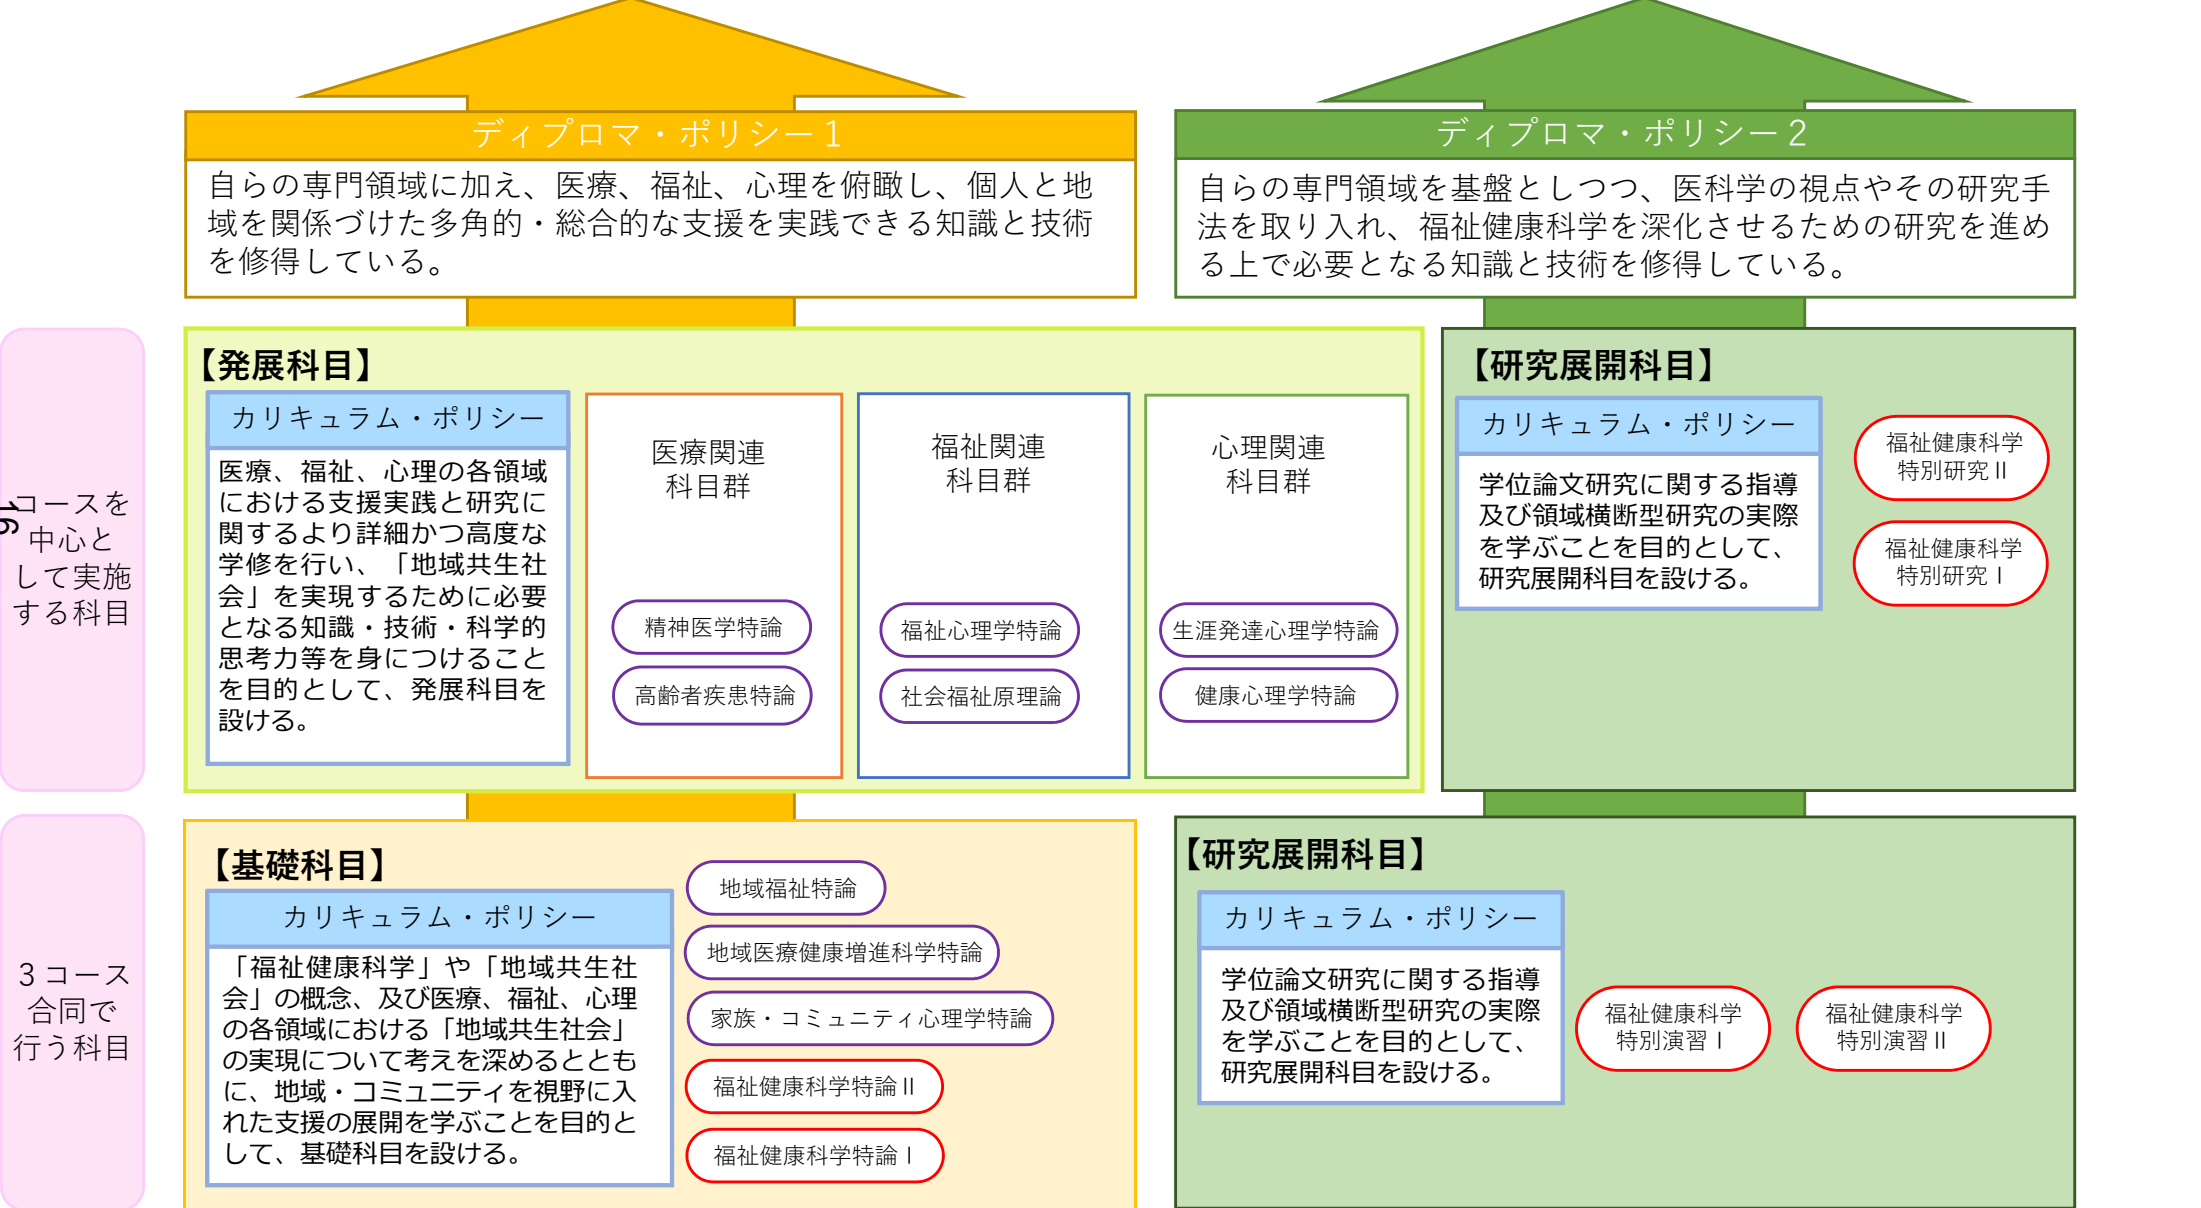 ディプロマ・ポリシー１
自らの専門領域に加え、医療、福祉、心理を俯瞰し、個人と地
域を関係づけた多角的・総合的な支援を実践できる知識と技術
を修得している。
ディプロマ・ポリシー２
自らの専門領域を基盤としつつ、医科学の視点やその研究手
法を取り入れ、福祉健康科学を深化させるための研究を進め
る上で必要となる知識と技術を修得している。
16
コースを
中心と
して実施
する科目
【発展科目】
カリキュラム・ポリシー
医療、福祉、心理の各領域
における支援実践と研究に
関するより詳細かつ高度な
学修を行い、「地域共生社
会」を実現するために必要
となる知識・技術・科学的
思考力等を身につけること
を目的として、発展科目を
設ける。
医療関連
科目群
精神医学特論
高齢者疾患特論
福祉関連
科目群
福祉心理学特論
社会福祉原理論
心理関連
科目群
生涯発達心理学特論
健康心理学特論
【研究展開科目】
カリキュラム・ポリシー
学位論文研究に関する指導
及び領域横断型研究の実際
を学ぶことを目的として、
研究展開科目を設ける。
福祉健康科学
特別研究Ⅱ
福祉健康科学
特別研究Ⅰ
３コース
合同で
行う科目
【基礎科目】
カリキュラム・ポリシー
「福祉健康科学」や「地域共生社
会」の概念、及び医療、福祉、心理
の各領域における「地域共生社会」
の実現について考えを深めるととも
に、地域・コミュニティを視野に入
れた支援の展開を学ぶことを目的と
して、基礎科目を設ける。
地域福祉特論
地域医療健康増進科学特論
家族・コミュニティ心理学特論
福祉健康科学特論Ⅱ
福祉健康科学特論Ⅰ
【研究展開科目】
カリキュラム・ポリシー
学位論文研究に関する指導
及び領域横断型研究の実際
を学ぶことを目的として、
研究展開科目を設ける。
福祉健康科学
特別演習Ⅰ
福祉健康科学
特別演習Ⅱ